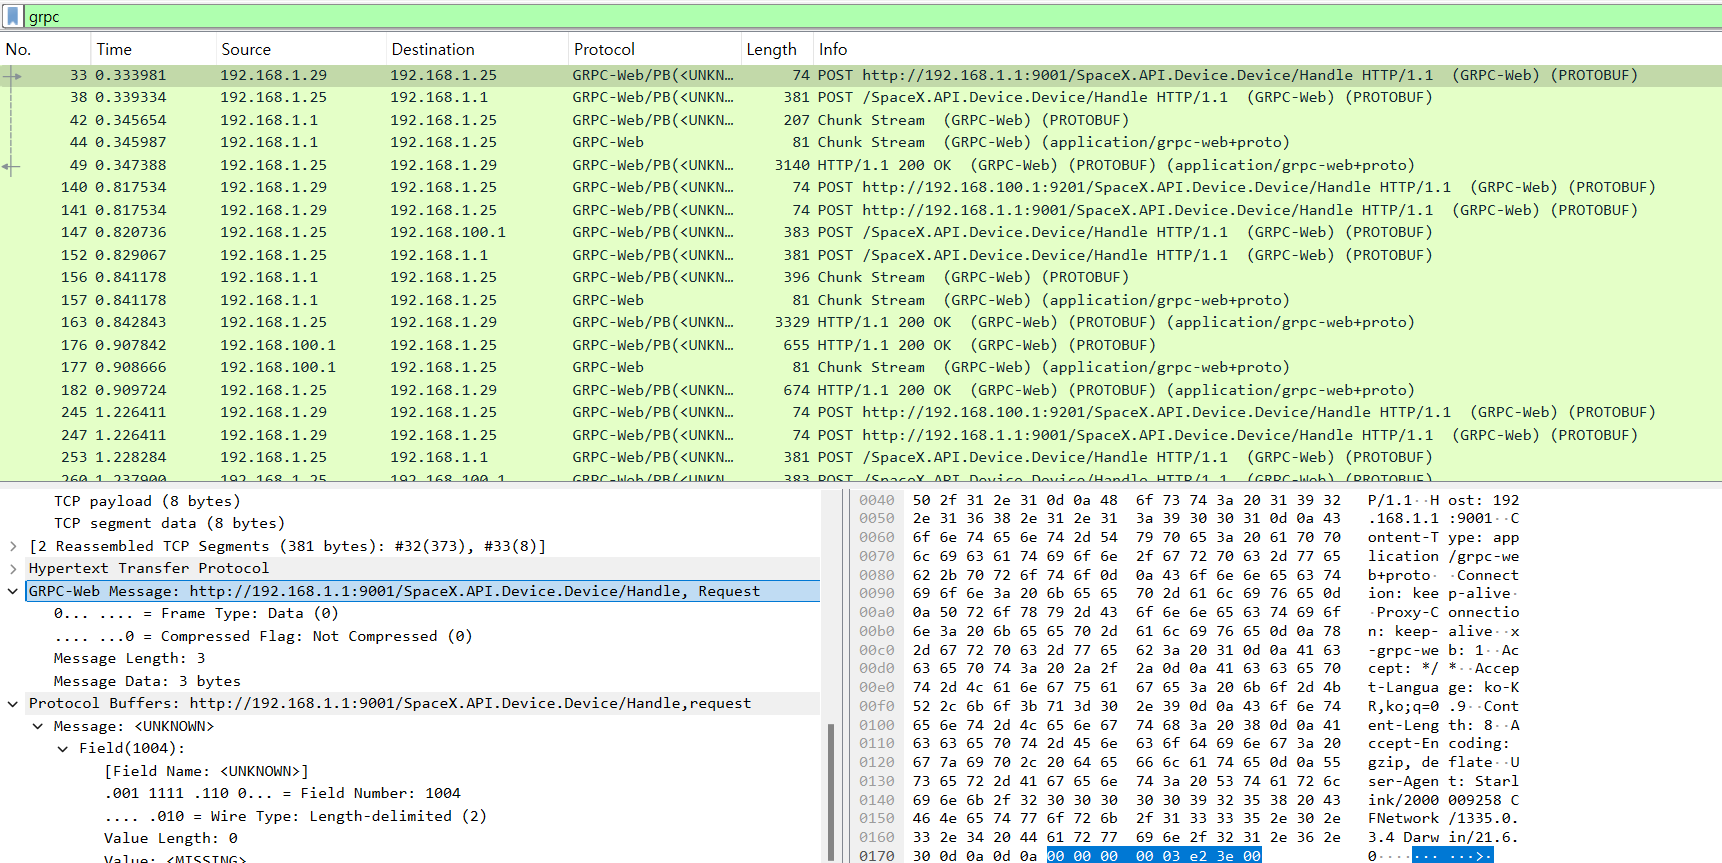 grpc
No. Time Source Destination Protocol Length Info
33 0.333981 192.168.1.29 192.168.1.25 GRPC-Web/PB(<UNKN… 74 POST http://192.168.1.1:9001/SpaceX.API.Device.Device/Handle HTTP/1.1 (GRPC-Web) (PROTOBUF)
38 0.339334 192.168.1.25 192.168.1.1 GRPC-Web/PB(<UNKN… 381 POST /SpaceX.API.Device.Device/Handle HTTP/1.1 (GRPC-Web) (PROTOBUF)
42 0.345654 192.168.1.1 192.168.1.25 GRPC-Web/PB(<UNKN… 207 Chunk Stream (GRPC-Web) (PROTOBUF)
44 0.345987 192.168.1.1 192.168.1.25 GRPC-Web 81 Chunk Stream (GRPC-Web) (application/grpc-web+proto)
49 0.347388 192.168.1.25 192.168.1.29 GRPC-Web/PB(<UNKN… 3140 HTTP/1.1 200 OK (GRPC-Web) (PROTOBUF) (application/grpc-web+proto)
140 0.817534 192.168.1.29 192.168.1.25 GRPC-Web/PB(<UNKN… 74 POST http://192.168.100.1:9201/SpaceX.API.Device.Device/Handle HTTP/1.1 (GRPC-Web) (PROTOBUF)
141 0.817534 192.168.1.29 192.168.1.25 GRPC-Web/PB(<UNKN… 74 POST http://192.168.1.1:9001/SpaceX.API.Device.Device/Handle HTTP/1.1 (GRPC-Web) (PROTOBUF)
147 0.820736 192.168.1.25 192.168.100.1 GRPC-Web/PB(<UNKN… 383 POST /SpaceX.API.Device.Device/Handle HTTP/1.1 (GRPC-Web) (PROTOBUF)
152 0.829067 192.168.1.25 192.168.1.1 GRPC-Web/PB(<UNKN… 381 POST /SpaceX.API.Device.Device/Handle HTTP/1.1 (GRPC-Web) (PROTOBUF)
156 0.841178 192.168.1.1 192.168.1.25 GRPC-Web/PB(<UNKN… 396 Chunk Stream (GRPC-Web) (PROTOBUF)
157 0.841178 192.168.1.1 192.168.1.25 GRPC-Web 81 Chunk Stream (GRPC-Web) (application/grpc-web+proto)
163 0.842843 192.168.1.25 192.168.1.29 GRPC-Web/PB(<UNKN… 3329 HTTP/1.1 200 OK (GRPC-Web) (PROTOBUF) (application/grpc-web+proto)
176 0.907842 192.168.100.1 192.168.1.25 GRPC-Web/PB(<UNKN… 655 HTTP/1.1 200 OK (GRPC-Web) (PROTOBUF)
177 0.908666 192.168.100.1 192.168.1.25 GRPC-Web 81 Chunk Stream (GRPC-Web) (application/grpc-web+proto)
182 0.909724 192.168.1.25 192.168.1.29 GRPC-Web/PB(<UNKN… 674 HTTP/1.1 200 OK (GRPC-Web) (PROTOBUF) (application/grpc-web+proto)
245 1.226411 192.168.1.29 192.168.1.25 GRPC-Web/PB(<UNKN… 74 POST http://192.168.100.1:9201/SpaceX.API.Device.Device/Handle HTTP/1.1 (GRPC-Web) (PROTOBUF)
247 1.226411 192.168.1.29 192.168.1.25 GRPC-Web/PB(<UNKN… 74 POST http://192.168.1.1:9001/SpaceX.API.Device.Device/Handle HTTP/1.1 (GRPC-Web) (PROTOBUF)
253 1.228284 192.168.1.25 192.168.1.1 GRPC-Web/PB(<UNKN… 381 POST /SpaceX.API.Device.Device/Handle HTTP/1.1 (GRPC-Web) (PROTOBUF)
260 1.237900 192.168.1.25 192.168.100.1 GRPC-Web/PB(<UNKN… 383 POST /SpaceX.API.Device.Device/Handle HTTP/1.1 (GRPC-Web) (PROTOBUF)
TCP payload (8 bytes)
TCP segment data (8 bytes)
[2 Reassembled TCP Segments (381 bytes): #32(373), #33(8)]
Hypertext Transfer Protocol
GRPC-Web Message: http://192.168.1.1:9001/SpaceX.API.Device.Device/Handle, Request
0... .... = Frame Type: Data (0)
.... ...0 = Compressed Flag: Not Compressed (0)
Message Length: 3
Message Data: 3 bytes
Protocol Buffers: http://192.168.1.1:9001/SpaceX.API.Device.Device/Handle,request
Message: <UNKNOWN>
Field(1004):
[Field Name: <UNKNOWN>]
.001 1111 .110 0... = Field Number: 1004
.... .010 = Wire Type: Length-delimited (2)
Value Length: 0
Value: <MISSING>
0040 50 2f 31 2e 31 0d 0a 48 6f 73 74 3a 20 31 39 32 P/1.1··H ost: 192
0050 2e 31 36 38 2e 31 2e 31 3a 39 30 30 31 0d 0a 43 .168.1.1 :9001··C
0060 6f 6e 74 65 6e 74 2d 54 79 70 65 3a 20 61 70 70 ontent-T ype: app
0070 6c 69 63 61 74 69 6f 6e 2f 67 72 70 63 2d 77 65 lication /grpc-we
0080 62 2b 70 72 6f 74 6f 0d 0a 43 6f 6e 6e 65 63 74 b+proto· ·Connect
0090 69 6f 6e 3a 20 6b 65 65 70 2d 61 6c 69 76 65 0d ion: kee p-alive·
00a0 0a 50 72 6f 78 79 2d 43 6f 6e 6e 65 63 74 69 6f ·Proxy-C onnectio
00b0 6e 3a 20 6b 65 65 70 2d 61 6c 69 76 65 0d 0a 78 n: keep- alive··x
00c0 2d 67 72 70 63 2d 77 65 62 3a 20 31 0d 0a 41 63 -grpc-we b: 1··Ac
00d0 63 65 70 74 3a 20 2a 2f 2a 0d 0a 41 63 63 65 70 cept: */ *··Accep
00e0 74 2d 4c 61 6e 67 75 61 67 65 3a 20 6b 6f 2d 4b t-Langua ge: ko-K
00f0 52 2c 6b 6f 3b 71 3d 30 2e 39 0d 0a 43 6f 6e 74 R,ko;q=0 .9··Cont
0100 65 6e 74 2d 4c 65 6e 67 74 68 3a 20 38 0d 0a 41 ent-Leng th: 8··A
0110 63 63 65 70 74 2d 45 6e 63 6f 64 69 6e 67 3a 20 ccept-En coding:
0120 67 7a 69 70 2c 20 64 65 66 6c 61 74 65 0d 0a 55 gzip, de flate··U
0130 73 65 72 2d 41 67 65 6e 74 3a 20 53 74 61 72 6c ser-Agen t: Starl
0140 69 6e 6b 2f 32 30 30 30 30 30 39 32 35 38 20 43 ink/2000 009258 C
0150 46 4e 65 74 77 6f 72 6b 2f 31 33 33 35 2e 30 2e FNetwork /1335.0.
0160 33 2e 34 20 44 61 72 77 69 6e 2f 32 31 2e 36 2e 3.4 Darw in/21.6.
0170 30 0d 0a 0d 0a 00 00 00 00 03 e2 3e 00 0······· ···>·